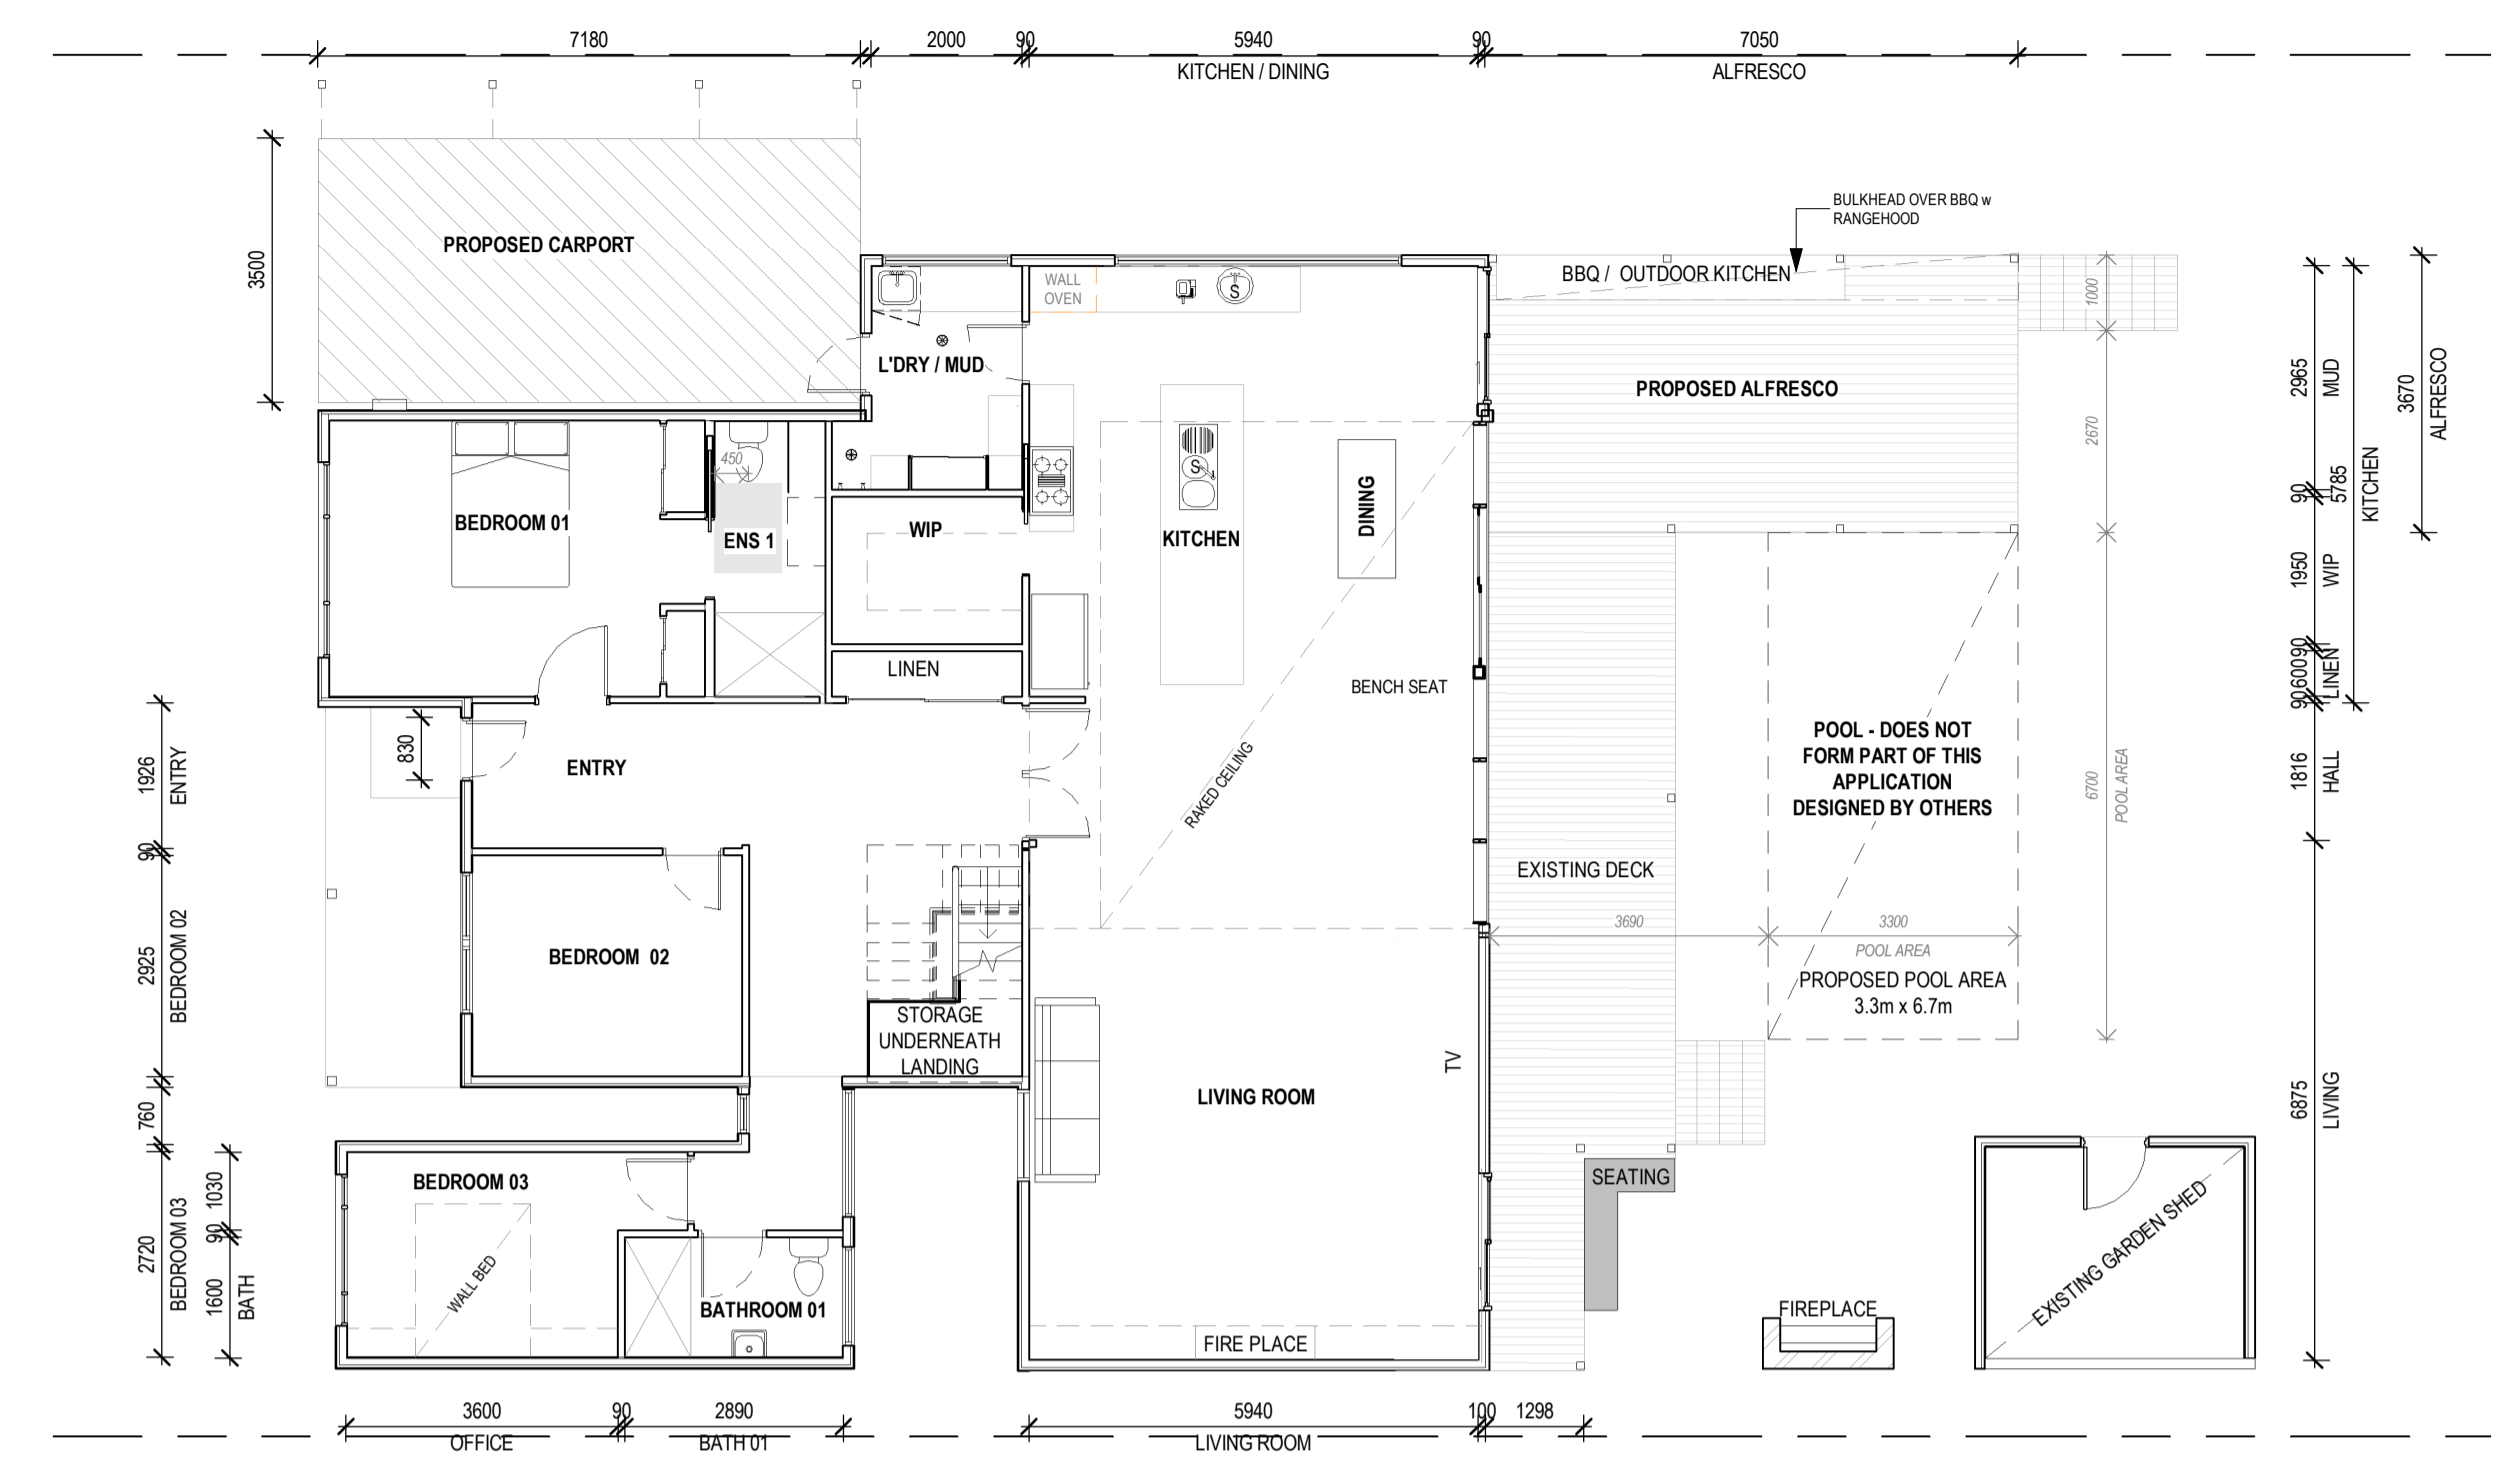 7180
2000
90
5940
90
7050
KITCHEN / DINING
ALFRESCO
BULKHEAD OVER BBQ w
RANGEHOOD
3500
PROPOSED CARPORT
WALL
OVEN
S
BBQ / OUTDOOR KITCHEN
1000
L'DRY / MUD
PROPOSED ALFRESCO
2670
450
BEDROOM 01
ENS 1
WIP
S
KITCHEN
DINING
LINEN
BENCH SEAT
2965
MUD
90
1950
WIP
90
600
LINEN
90
5785
KITCHEN
3670
ALFRESCO
1926
ENTRY
830
ENTRY
RAKED CEILING
POOL - DOES NOT
FORM PART OF THIS
APPLICATION
DESIGNED BY OTHERS
6700
POOL AREA
1816
HALL
90
2925
BEDROOM 02
BEDROOM 02
EXISTING DECK
3690
3300
POOL AREA
PROPOSED POOL AREA
3.3m x 6.7m
STORAGE
UNDERNEATH
LANDING
TV
LIVING ROOM
6875
LIVING
760
2720
BEDROOM 03
1030
90
1600
BATH
BEDROOM 03
WALL BED
BATHROOM 01
SEATING
FIRE PLACE
FIREPLACE
EXISTING GARDEN SHED
3600
90
2890
5940
100
1298
OFFICE
BATH 01
LIVING ROOM